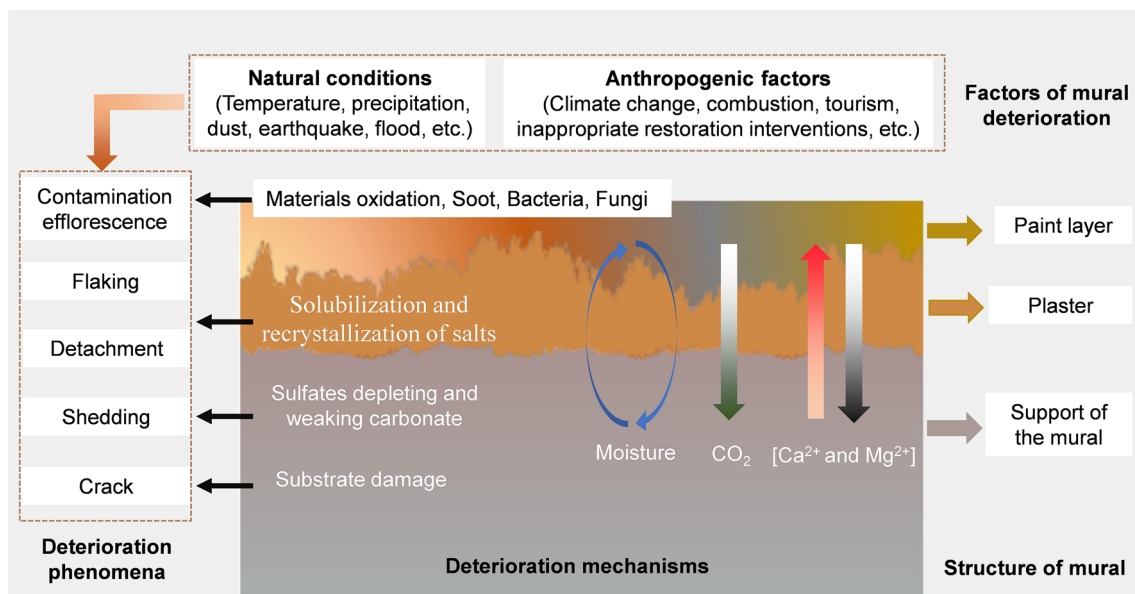 Natural conditions
(Temperature, precipitation,
dust, earthquake, flood, etc.)
Anthropogenic factors
(Climate change, combustion, tourism,
inappropriate restoration interventions, etc.)
Factors of mural
deterioration
Contamination
efflorescence
Flaking
Detachment
Shedding
Crack
Deterioration
phenomena
Materials oxidation, Soot, Bacteria, Fungi
Solubilization and
recrystallization of salts
Sulfates depleting and
weaking carbonate
Substrate damage
Moisture
CO₂
[Ca²⁺ and Mg²⁺]
Deterioration mechanisms
Paint layer
Plaster
Support of
the mural
Structure of mural